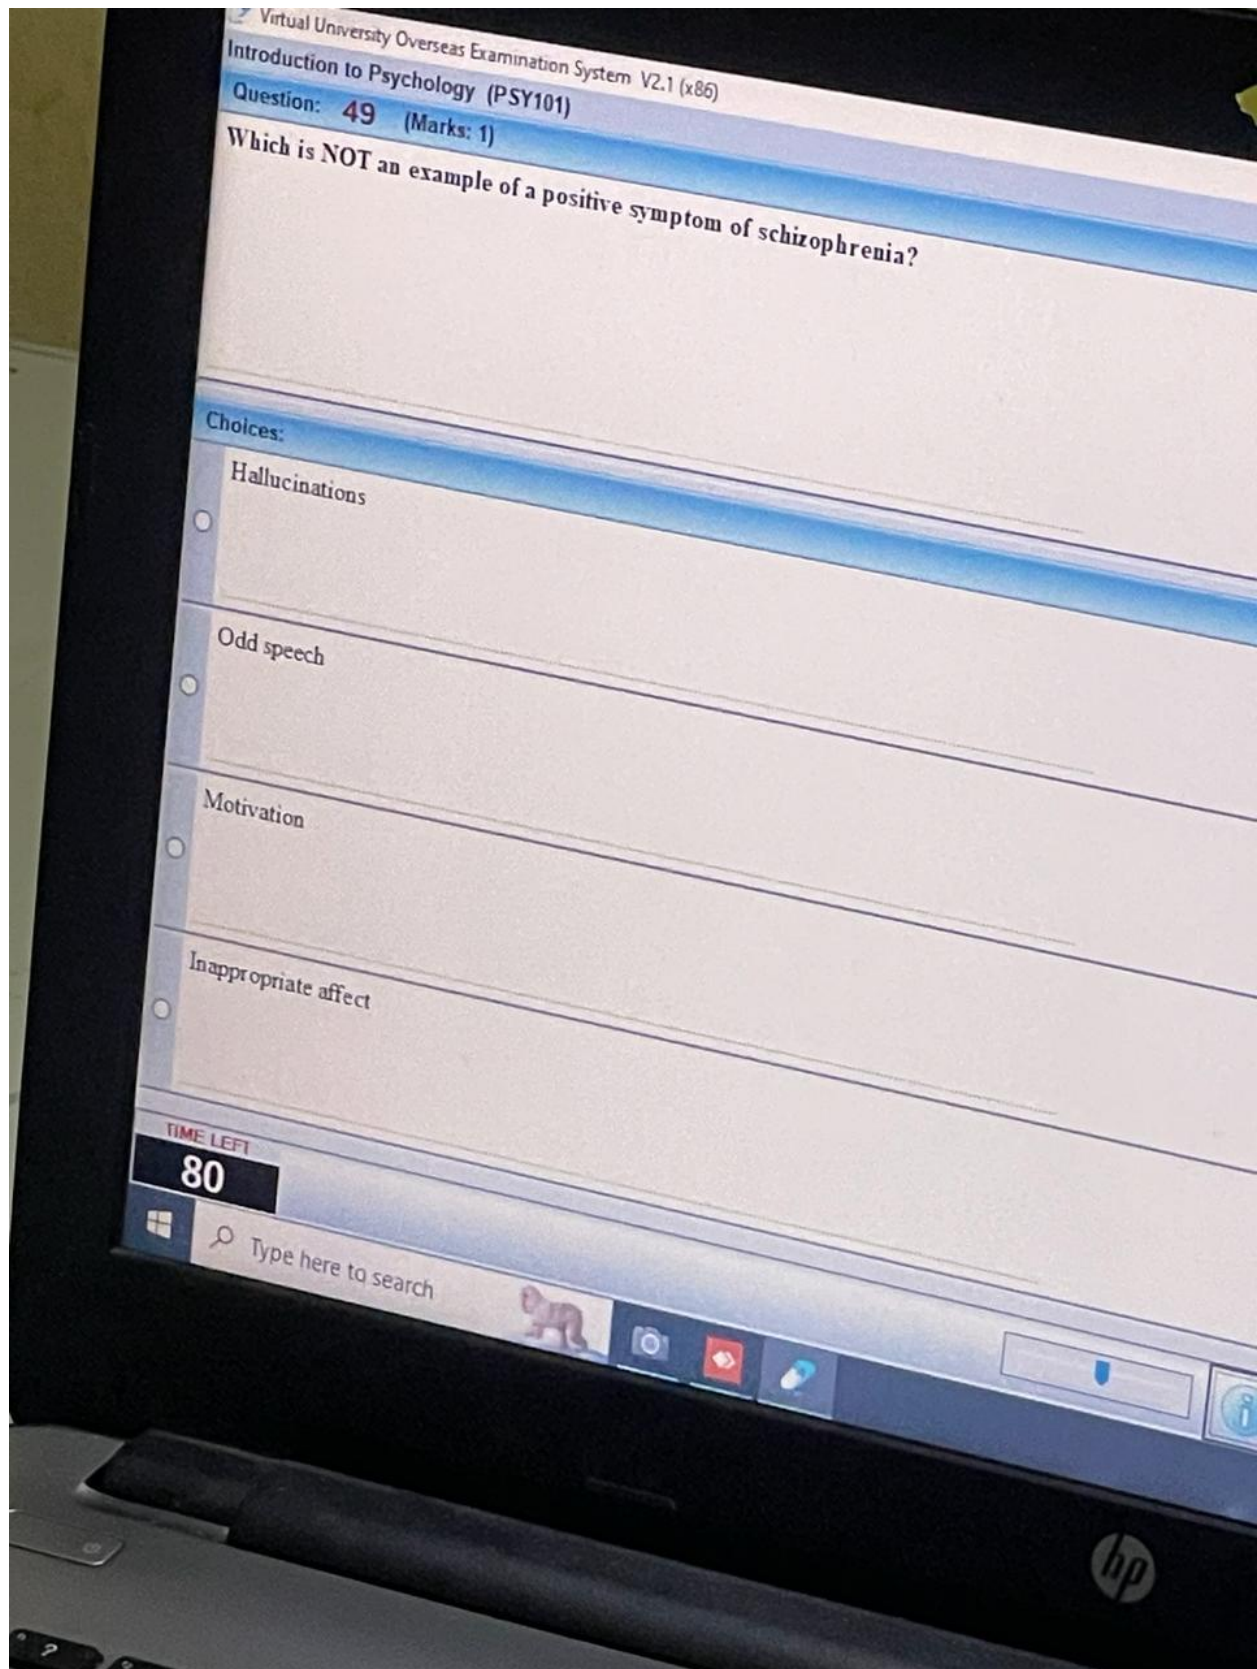 Virtual University Overseas Examination System V2.1 (x86)
Introduction to Psychology (PSY101)
Question: 49 (Marks: 1)
Which is NOT an example of a positive symptom of schizophrenia?
Choices:
Hallucinations
Odd speech
Motivation
Inappropriate affect
TIME LEFT
80
Type here to search
i
hp
?